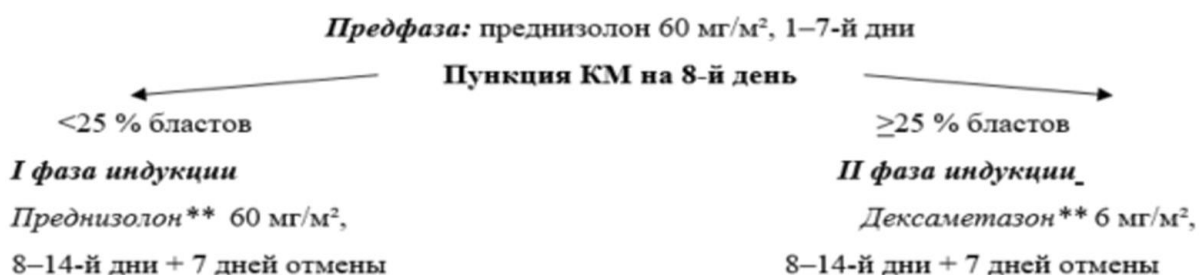 Предфаза: преднизолон 60 мг/м², 1–7-й дни
Пункция КМ на 8-й день
<25 % бластов
≥25 % бластов
I фаза индукции
II фаза индукции
Преднизолон** 60 мг/м²,
Дексаметазон** 6 мг/м²,
8–14-й дни + 7 дней отмены
8–14-й дни + 7 дней отмены